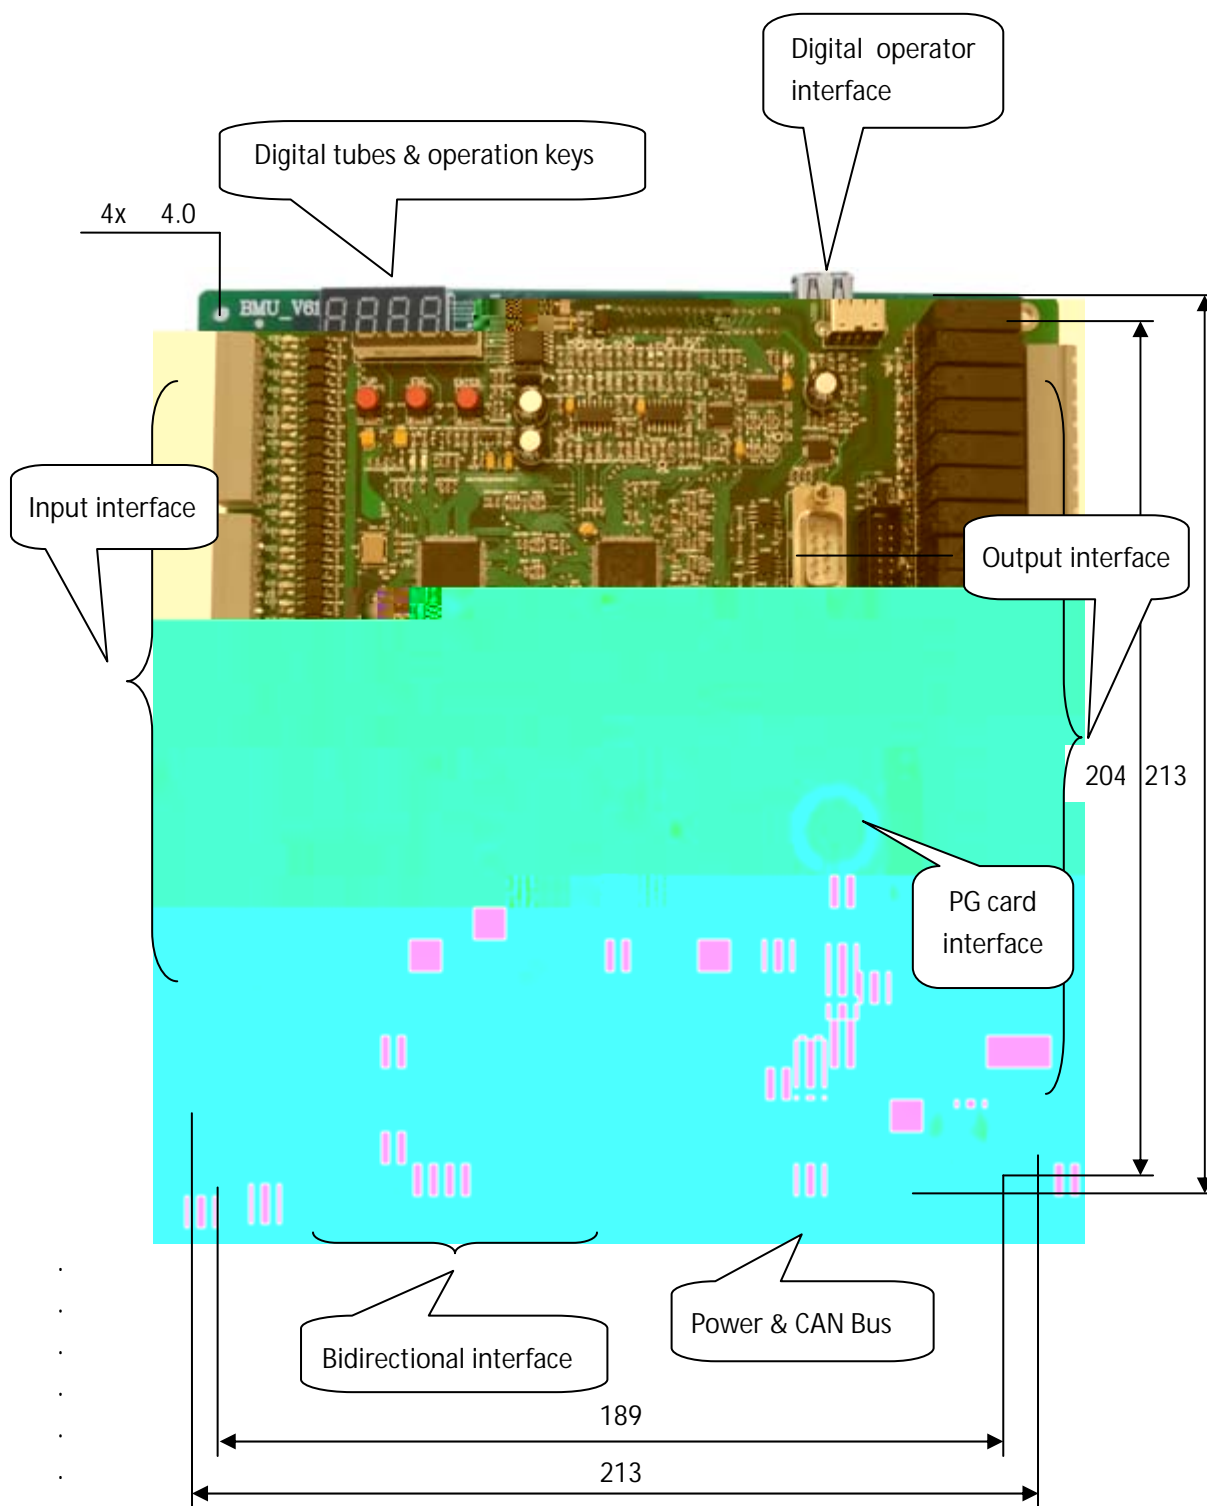 Digital operator
interface
Digital tubes & operation keys
4x 4.0
BMU_V61
Input interface
Output interface
204 213
PG card
interface
Power & CAN Bus
Bidirectional interface
189
213